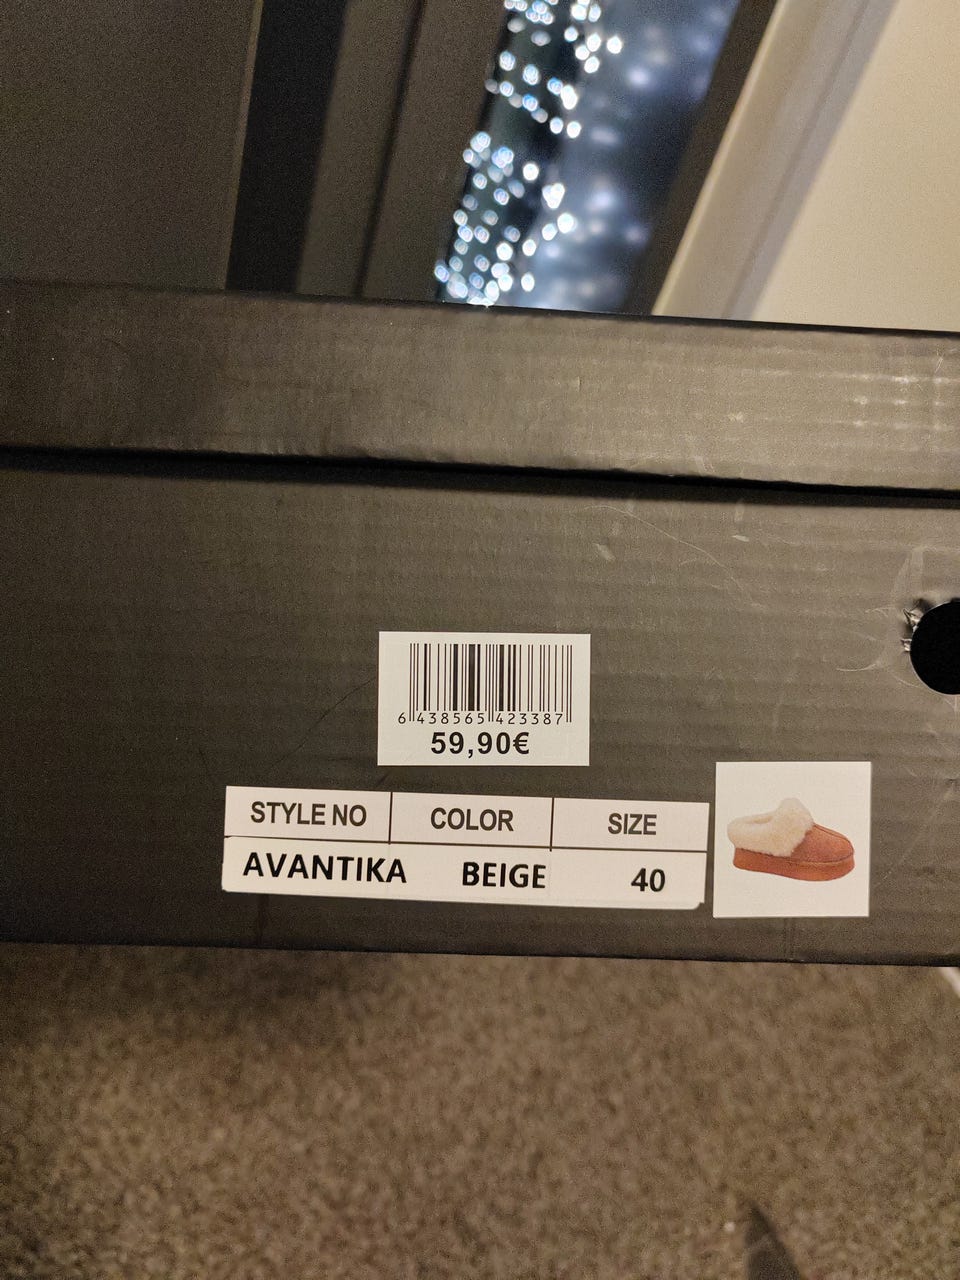 6 438565 423387
59,90€
STYLE NO COLOR SIZE
AVANTIKA BEIGE 40